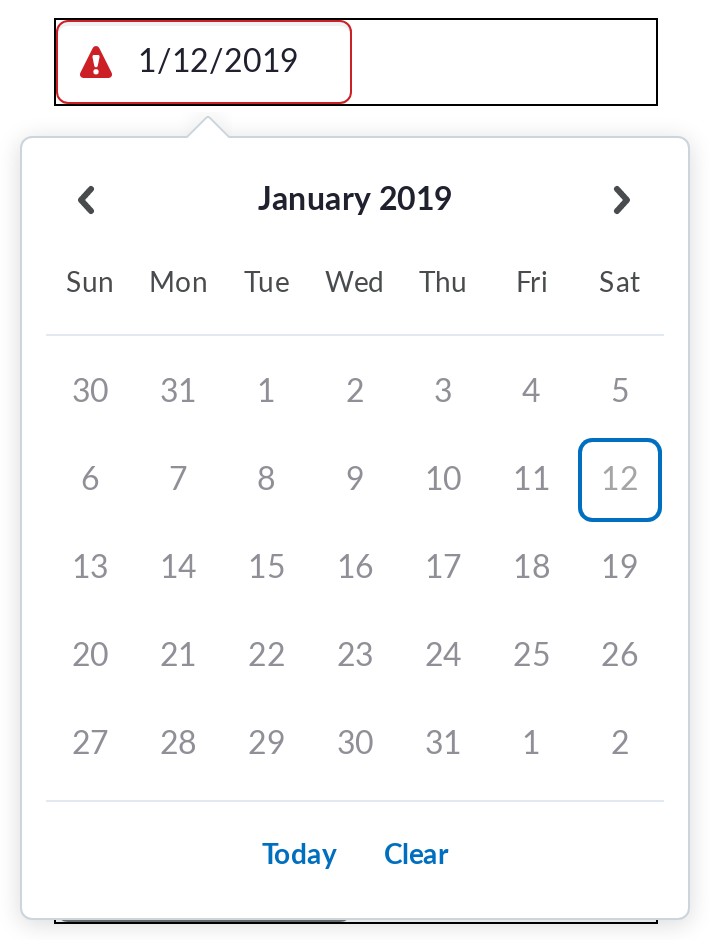 1/12/2019
January 2019
Sun Mon Tue Wed Thu Fri Sat
30 31 1 2 3 4 5
6 7 8 9 10 11 12
13 14 15 16 17 18 19
20 21 22 23 24 25 26
27 28 29 30 31 1 2
Today Clear